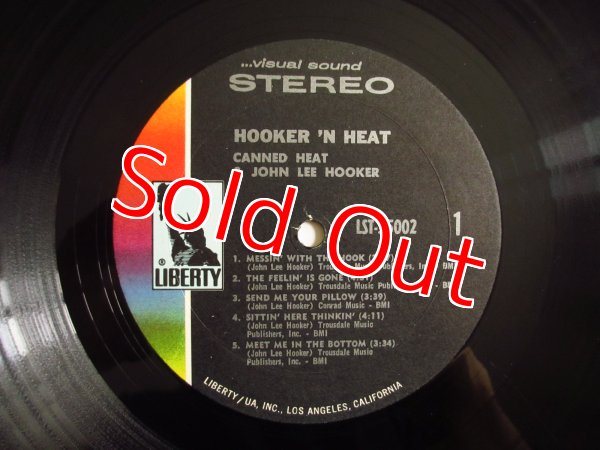 ...visual sound
STEREO
HOOKER 'N HEAT
CANNED HEAT
JOHN LEE HOOKER
Sold Out
1
® LIBERTY
1. MESSIN' WITH THE HOOK
(John Lee Hooker) Trousdale Music Publishers, Inc. - BMI
2. THE FEELIN' IS GONE
(John Lee Hooker) Trousdale Music
BMI
3. SEND ME YOUR PILLOW (3:39)
(John Lee Hooker) Conrad Music - BMI
4. SITTIN' HERE THINKIN' (4:11)
(John Lee Hooker) Trousdale Music
Publishers, Inc. - BMI
5. MEET ME IN THE BOTTOM (3:34)
(John Lee Hooker) Trousdale Music
Publishers, Inc. - BMI
LIBERTY/UA, INC., LOS ANGELES, CALIFORNIA